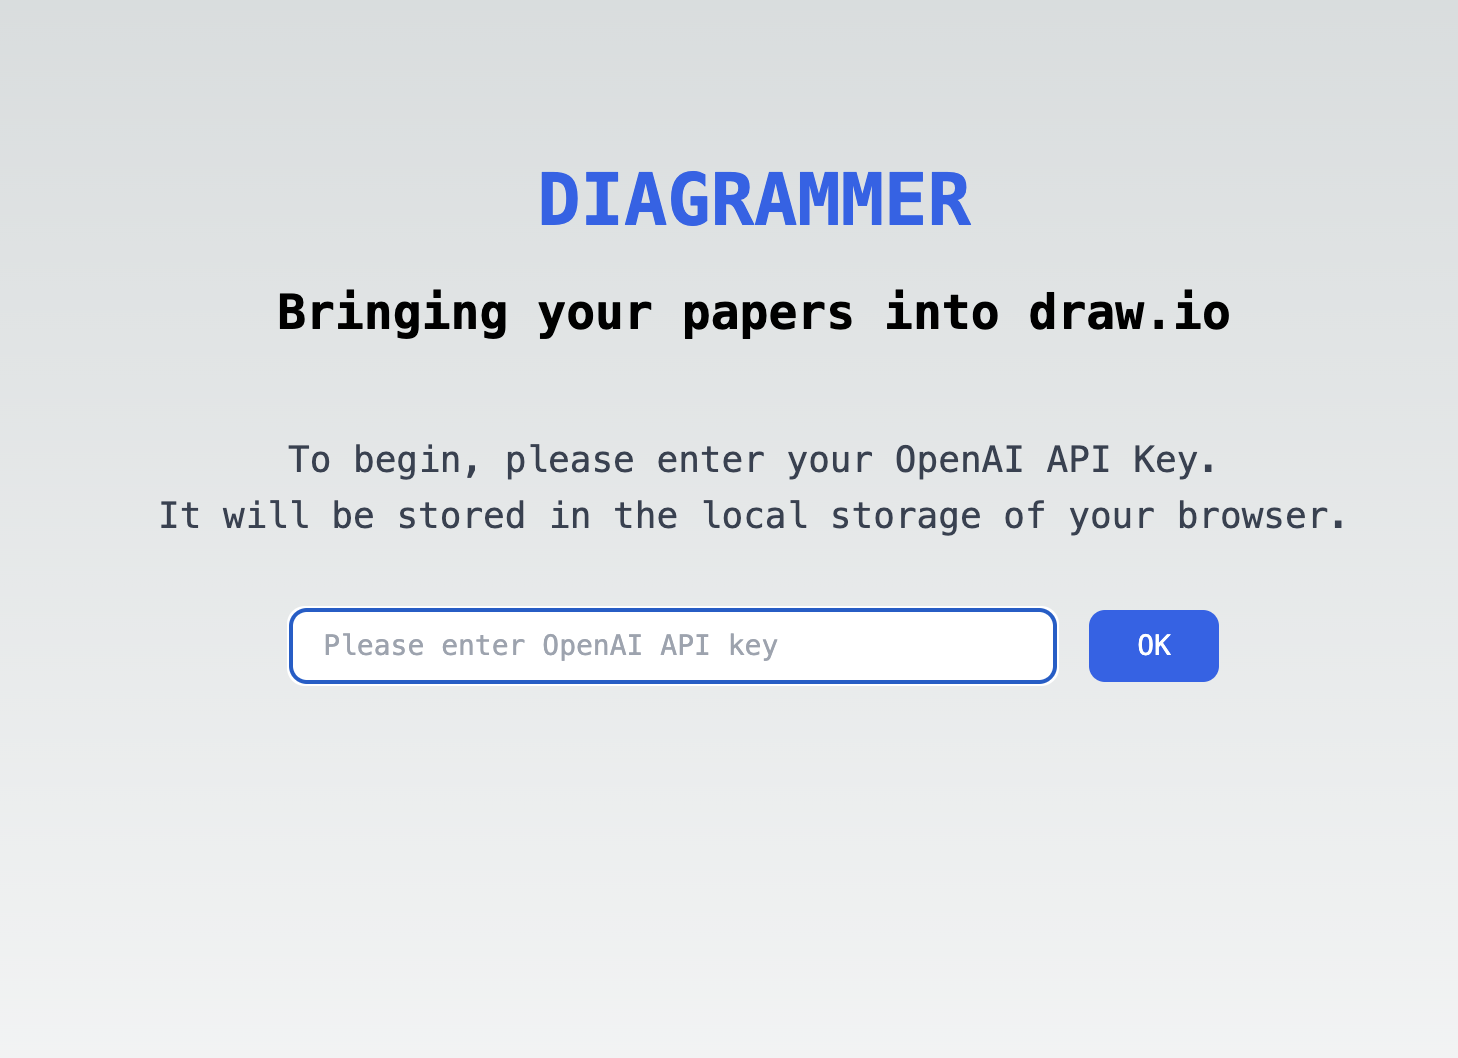 DIAGRAMMER
Bringing your papers into draw.io
To begin, please enter your OpenAI API Key.
It will be stored in the local storage of your browser.
Please enter OpenAI API key
OK